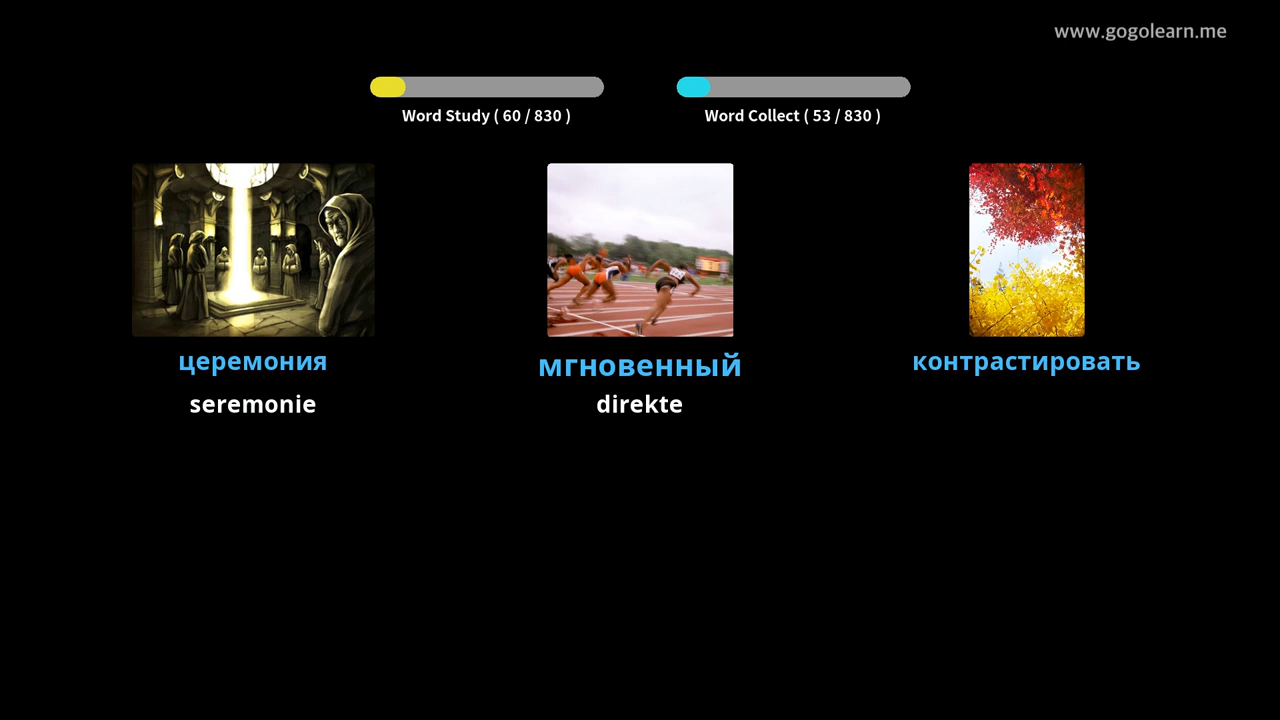 www.gogolearn.me
Word Study ( 60 / 830 )
Word Collect ( 53 / 830 )
церемония
мгновенный
контрастировать
seremonie
direkte